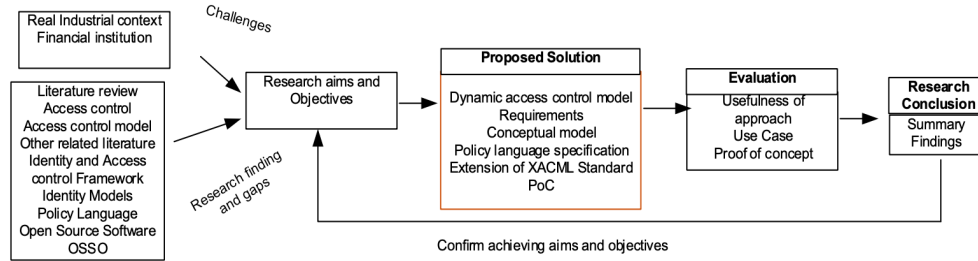 Real Industrial context
Financial institution
Challenges
Literature review
Access control
Access control model
Other related literature
Identity and Access
control Framework
Identity Models
Policy Language
Open Source Software
OSSO
Research finding
and gaps
Research aims and
Objectives
Proposed Solution
Dynamic access control model
Requirements
Conceptual model
Policy language specification
Extension of XACML Standard
PoC
Evaluation
Usefulness of
approach
Use Case
Proof of concept
Research
Conclusion
Summary
Findings
Confirm achieving aims and objectives